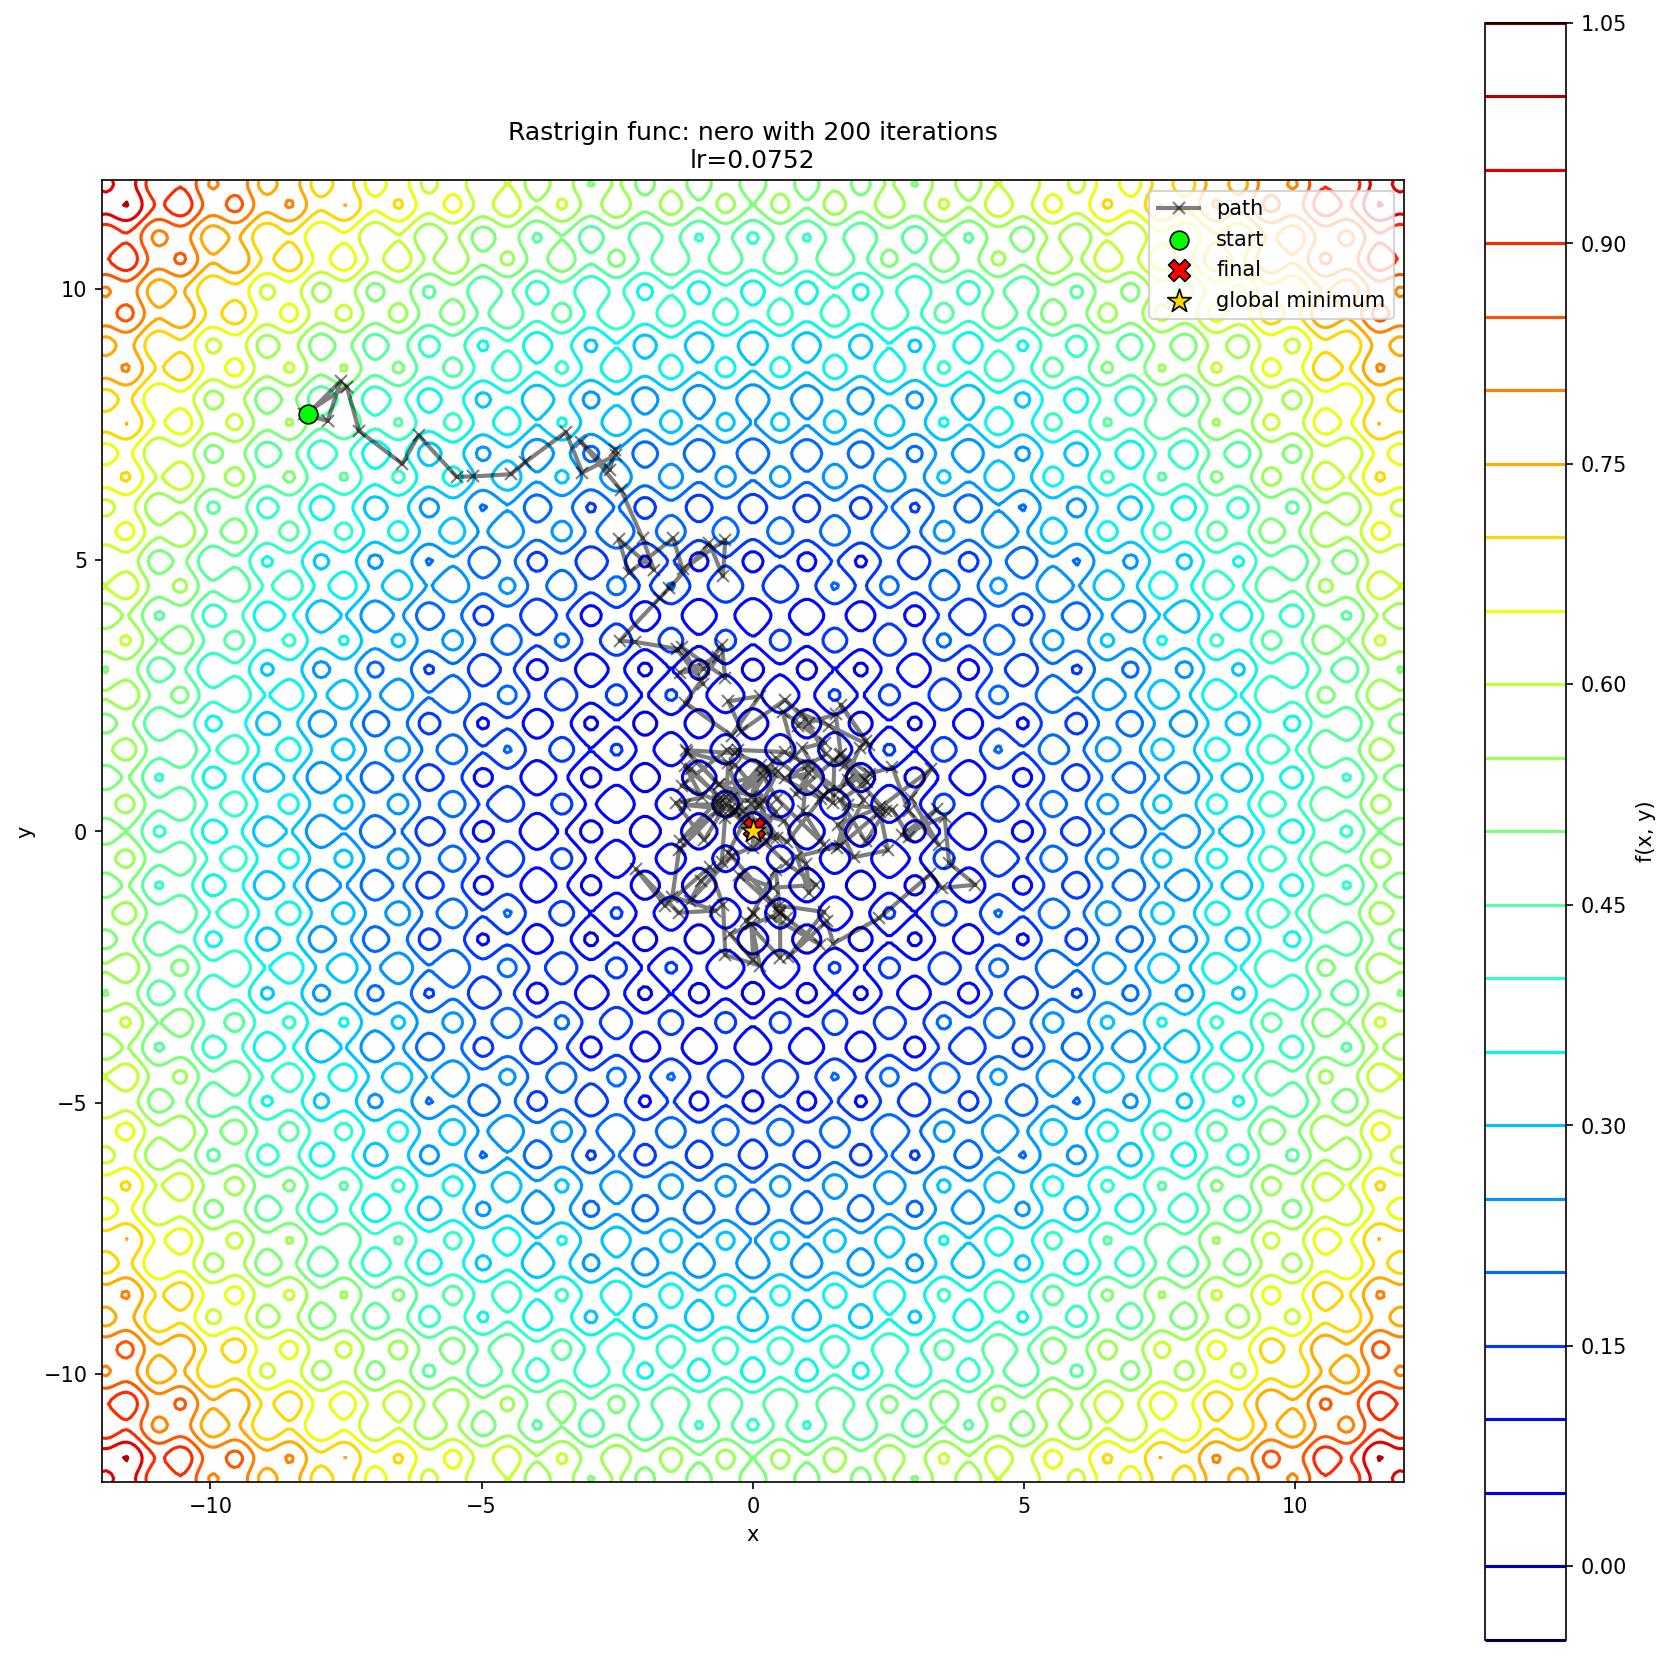 Rastrigin func: nero with 200 iterations
lr=0.0752
path
start
final
global minimum
10
5
0
−5
−10
y
−10
−5
0
5
10
x
1.05
0.90
0.75
0.60
0.45
0.30
0.15
0.00
f(x, y)